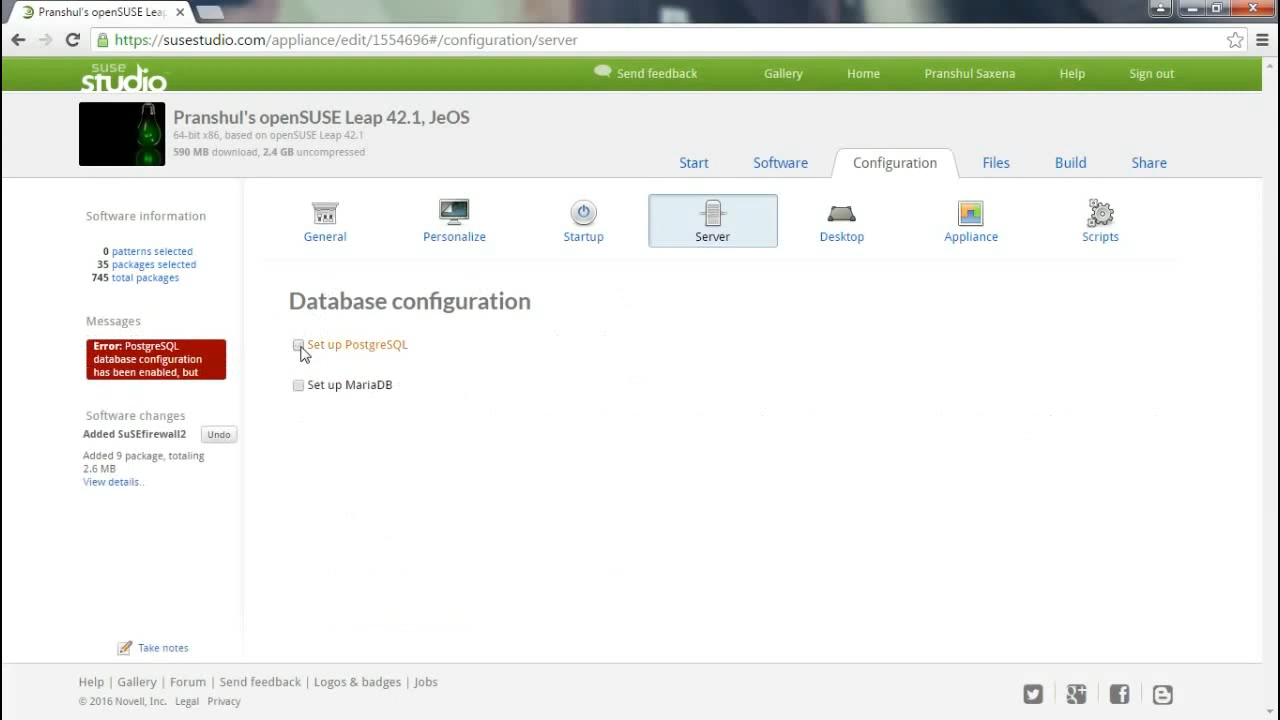 Pranshul's openSUSE Lea
https://susestudio.com/appliance/edit/1554696#/configuration/server
suse studio
Send feedback Gallery Home Pranshul Saxena Help Sign out
Pranshul's openSUSE Leap 42.1, JeOS
64-bit x86, based on openSUSE Leap 42.1
590 MB download, 2.4 GB uncompressed
Start Software Configuration Files Build Share
General Personalize Startup Server Desktop Appliance Scripts
Software information
0 patterns selected
35 packages selected
745 total packages
Messages
Error: PostgreSQL
database configuration
has been enabled, but
Software changes
Added SuSEfirewall2 Undo
Added 9 package, totaling
2.6 MB
View details..
Take notes
Database configuration
Set up PostgreSQL
Set up MariaDB
Help | Gallery | Forum | Send feedback | Logos & badges | Jobs
© 2016 Novell, Inc. Legal Privacy